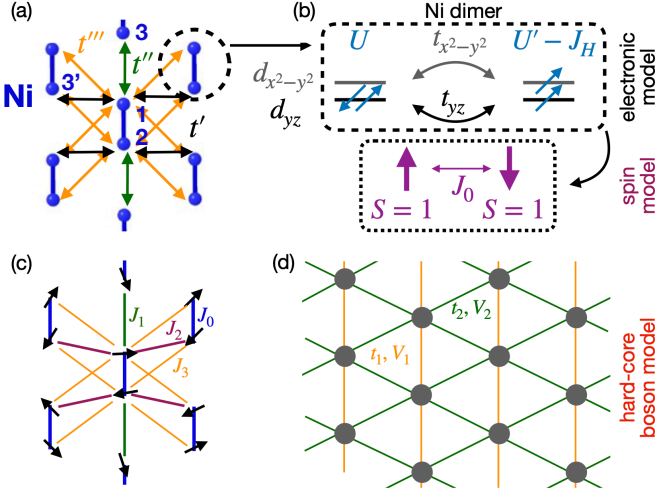 (a)
3
t'''
t''
3'
Ni
1
2
t'
(b)
Ni dimer
U
t_{x²−y²}
U' − J_H
d_{x²−y²}
d_{yz}
t_{yz}
electronic model
J_0
S = 1
S = 1
spin model
(c)
J_1
J_0
J_2
J_3
(d)
t_2, V_2
t_1, V_1
hard-core
boson model